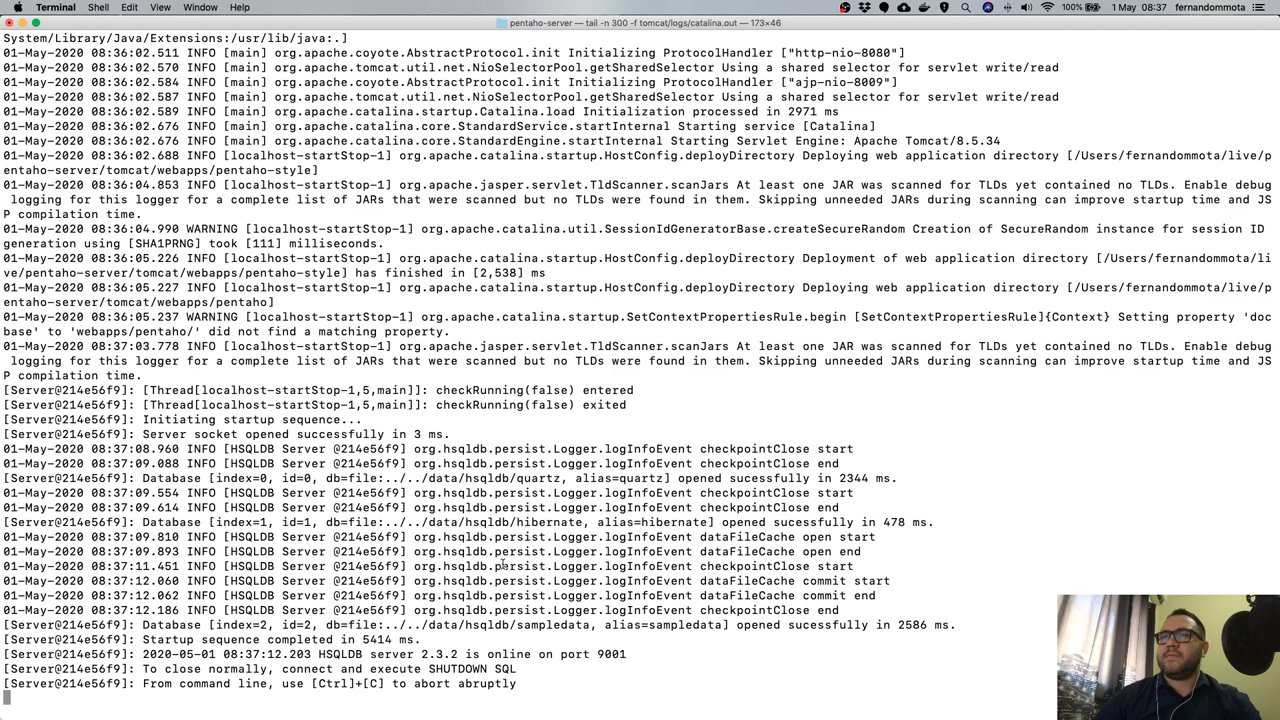 Terminal Shell Edit View Window Help 1 May 08:37 fernandommota
pentaho-server — tail -n 300 -f tomcat/logs/catalina.out — 173×46
System/Library/Java/Extensions:/usr/lib/java:.]
01-May-2020 08:36:02.511 INFO [main] org.apache.coyote.AbstractProtocol.init Initializing ProtocolHandler ["http-nio-8080"]
01-May-2020 08:36:02.570 INFO [main] org.apache.tomcat.util.net.NioSelectorPool.getSharedSelector Using a shared selector for servlet write/read
01-May-2020 08:36:02.584 INFO [main] org.apache.coyote.AbstractProtocol.init Initializing ProtocolHandler ["ajp-nio-8009"]
01-May-2020 08:36:02.587 INFO [main] org.apache.tomcat.util.net.NioSelectorPool.getSharedSelector Using a shared selector for servlet write/read
01-May-2020 08:36:02.589 INFO [main] org.apache.catalina.startup.Catalina.load Initialization processed in 2971 ms
01-May-2020 08:36:02.676 INFO [main] org.apache.catalina.core.StandardService.startInternal Starting service [Catalina]
01-May-2020 08:36:02.676 INFO [main] org.apache.catalina.core.StandardEngine.startInternal Starting Servlet Engine: Apache Tomcat/8.5.34
01-May-2020 08:36:02.688 INFO [localhost-startStop-1] org.apache.catalina.startup.HostConfig.deployDirectory Deploying web application directory [/Users/fernandommota/live/
pentaho-server/tomcat/webapps/pentaho-style]
01-May-2020 08:36:04.853 INFO [localhost-startStop-1] org.apache.jasper.servlet.TldScanner.scanJars At least one JAR was scanned for TLDs yet contained no TLDs. Enable debug
logging for this logger for a complete list of JARs that were scanned but no TLDs were found in them. Skipping unneeded JARs during scanning can improve startup time and JS
P compilation time.
01-May-2020 08:36:04.990 WARNING [localhost-startStop-1] org.apache.catalina.util.SessionIdGeneratorBase.createSecureRandom Creation of SecureRandom instance for session ID
generation using [SHA1PRNG] took [111] milliseconds.
01-May-2020 08:36:05.226 INFO [localhost-startStop-1] org.apache.catalina.startup.HostConfig.deployDirectory Deployment of web application directory [/Users/fernandommota/li
ve/pentaho-server/tomcat/webapps/pentaho-style] has finished in [2,538] ms
01-May-2020 08:36:05.227 INFO [localhost-startStop-1] org.apache.catalina.startup.HostConfig.deployDirectory Deploying web application directory [/Users/fernandommota/live/p
entaho-server/tomcat/webapps/pentaho]
01-May-2020 08:36:05.237 WARNING [localhost-startStop-1] org.apache.catalina.startup.SetContextPropertiesRule.begin [SetContextPropertiesRule]{Context} Setting property 'doc
base' to 'webapps/pentaho/' did not find a matching property.
01-May-2020 08:37:03.778 INFO [localhost-startStop-1] org.apache.jasper.servlet.TldScanner.scanJars At least one JAR was scanned for TLDs yet contained no TLDs. Enable debug
logging for this logger for a complete list of JARs that were scanned but no TLDs were found in them. Skipping unneeded JARs during scanning can improve startup time and JS
P compilation time.
[Server@214e56f9]: [Thread[localhost-startStop-1,5,main]]: checkRunning(false) entered
[Server@214e56f9]: [Thread[localhost-startStop-1,5,main]]: checkRunning(false) exited
[Server@214e56f9]: Initiating startup sequence...
[Server@214e56f9]: Server socket opened successfully in 3 ms.
01-May-2020 08:37:08.960 INFO [HSQLDB Server @214e56f9] org.hsqldb.persist.Logger.logInfoEvent checkpointClose start
01-May-2020 08:37:09.088 INFO [HSQLDB Server @214e56f9] org.hsqldb.persist.Logger.logInfoEvent checkpointClose end
[Server@214e56f9]: Database [index=0, id=0, db=file:../../data/hsqldb/quartz, alias=quartz] opened sucessfully in 2344 ms.
01-May-2020 08:37:09.554 INFO [HSQLDB Server @214e56f9] org.hsqldb.persist.Logger.logInfoEvent checkpointClose start
01-May-2020 08:37:09.614 INFO [HSQLDB Server @214e56f9] org.hsqldb.persist.Logger.logInfoEvent checkpointClose end
[Server@214e56f9]: Database [index=1, id=1, db=file:../../data/hsqldb/hibernate, alias=hibernate] opened sucessfully in 478 ms.
01-May-2020 08:37:09.810 INFO [HSQLDB Server @214e56f9] org.hsqldb.persist.Logger.logInfoEvent dataFileCache open start
01-May-2020 08:37:09.893 INFO [HSQLDB Server @214e56f9] org.hsqldb.persist.Logger.logInfoEvent dataFileCache open end
01-May-2020 08:37:11.451 INFO [HSQLDB Server @214e56f9] org.hsqldb.persist.Logger.logInfoEvent checkpointClose start
01-May-2020 08:37:12.060 INFO [HSQLDB Server @214e56f9] org.hsqldb.persist.Logger.logInfoEvent dataFileCache commit start
01-May-2020 08:37:12.062 INFO [HSQLDB Server @214e56f9] org.hsqldb.persist.Logger.logInfoEvent dataFileCache commit end
01-May-2020 08:37:12.186 INFO [HSQLDB Server @214e56f9] org.hsqldb.persist.Logger.logInfoEvent checkpointClose end
[Server@214e56f9]: Database [index=2, id=2, db=file:../../data/hsqldb/sampledata, alias=sampledata] opened sucessfully in 2586 ms.
[Server@214e56f9]: Startup sequence completed in 5414 ms.
[Server@214e56f9]: 2020-05-01 08:37:12.203 HSQLDB server 2.3.2 is online on port 9001
[Server@214e56f9]: To close normally, connect and execute SHUTDOWN SQL
[Server@214e56f9]: From command line, use [Ctrl]+[C] to abort abruptly